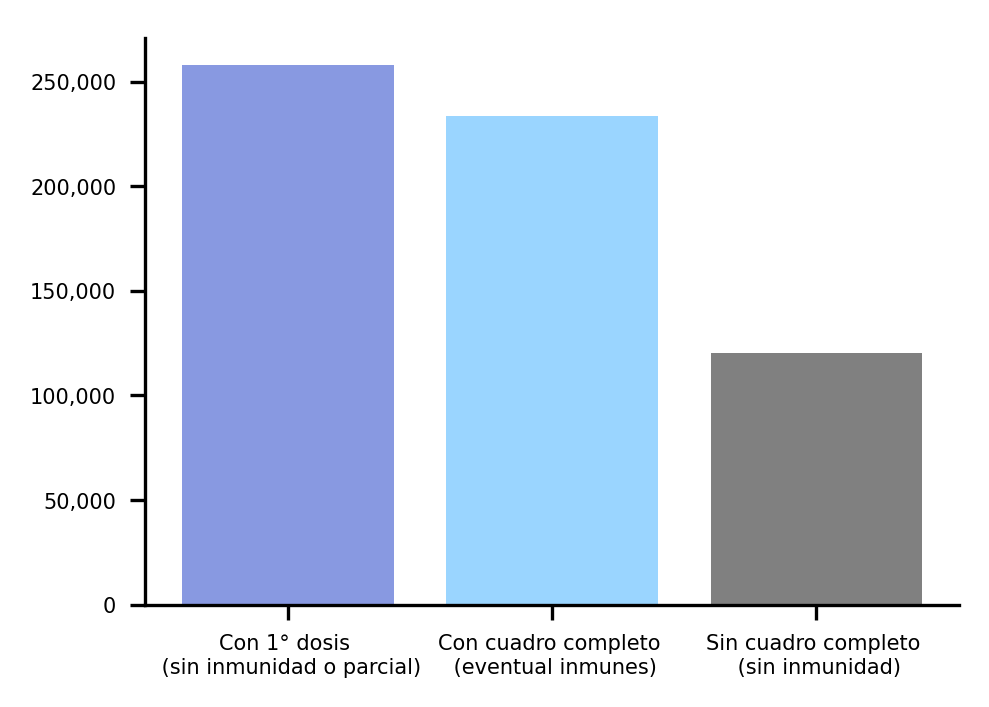 250,000
200,000
150,000
100,000
50,000
0
Con 1° dosis
(sin inmunidad o parcial)
Con cuadro completo
(eventual inmunes)
Sin cuadro completo
(sin inmunidad)